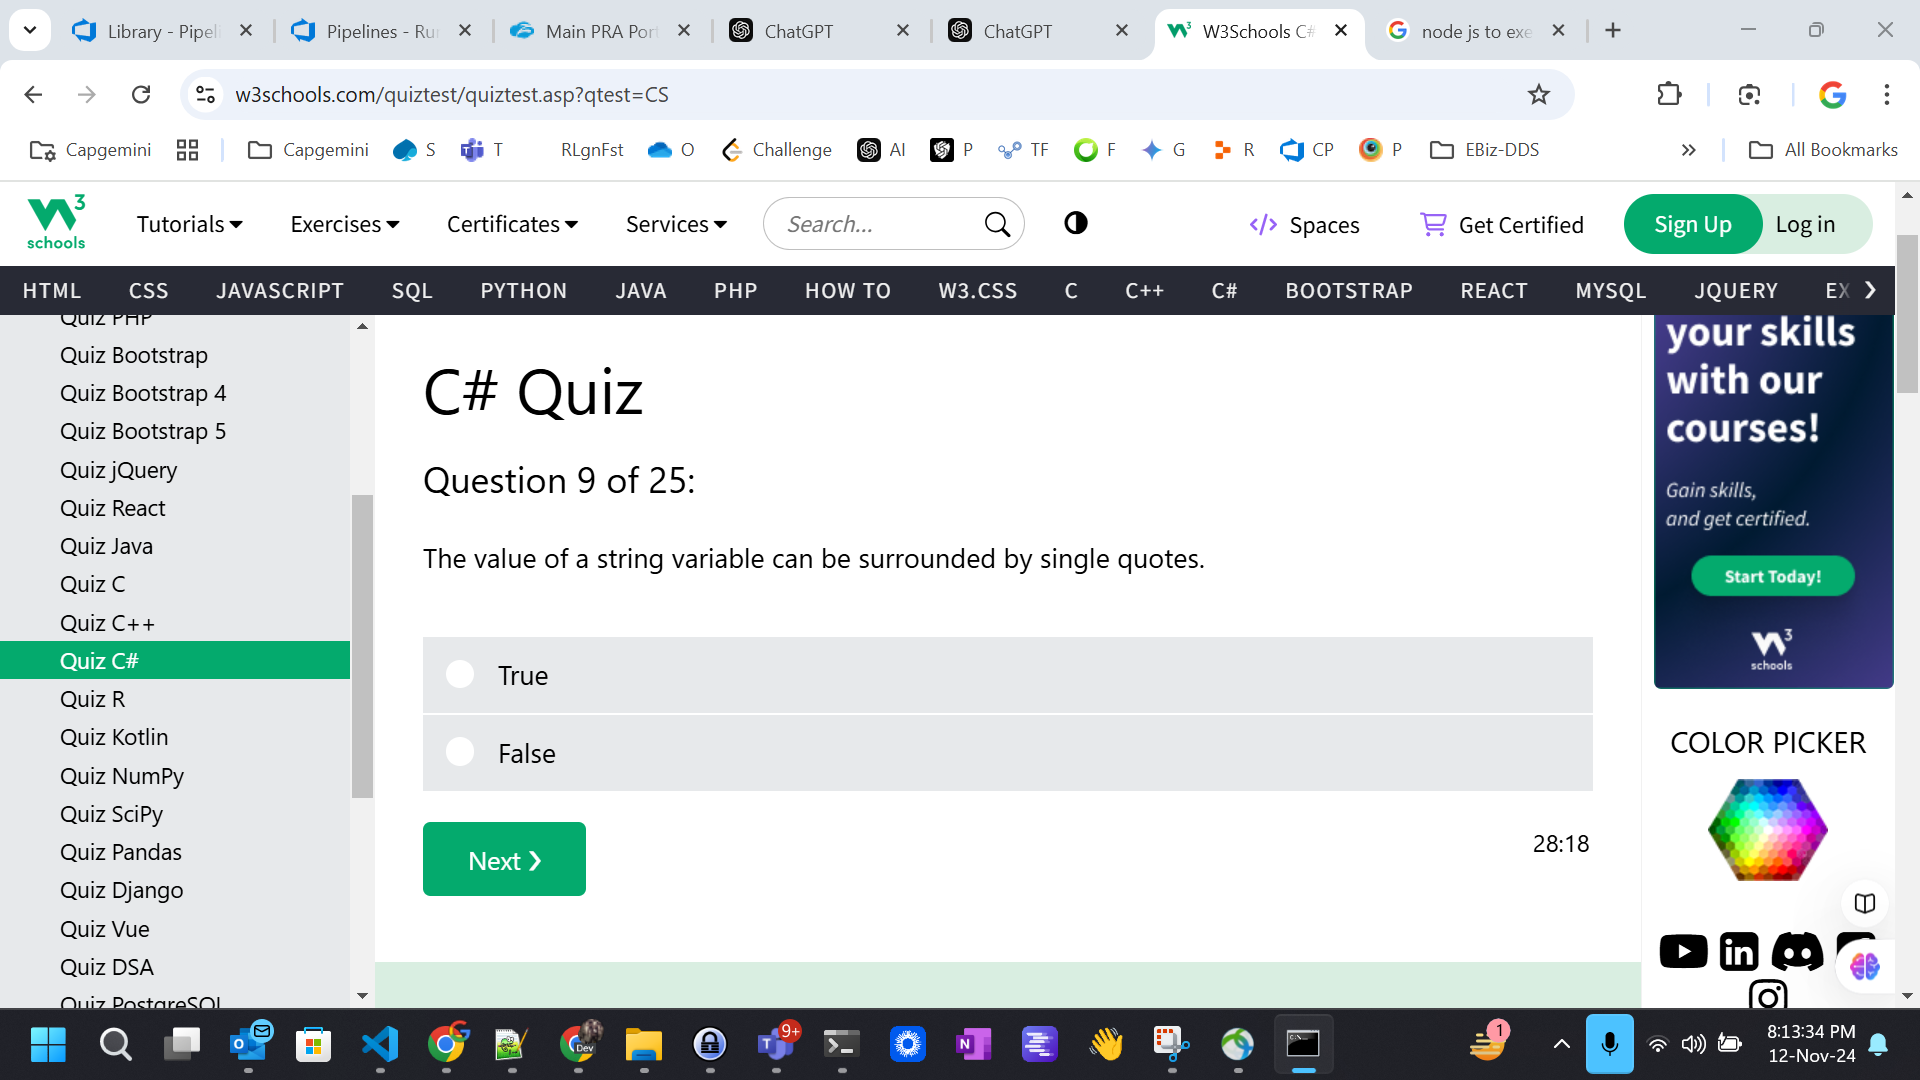 Library - Pipeli
Pipelines - Ru
Main PRA Port
ChatGPT
ChatGPT
W3Schools C#
node js to exe
w3schools.com/quiztest/quiztest.asp?qtest=CS
Capgemini
Capgemini
S
T
RLgnFst
O
Challenge
AI
P
TF
F
G
R
CP
P
EBiz-DDS
All Bookmarks
W3 schools
Tutorials
Exercises
Certificates
Services
Search...
Spaces
Get Certified
Sign Up
Log in
HTML CSS JAVASCRIPT SQL PYTHON JAVA PHP HOW TO W3.CSS C C++ C# BOOTSTRAP REACT MYSQL JQUERY EX
Quiz PHP
Quiz Bootstrap
Quiz Bootstrap 4
Quiz Bootstrap 5
Quiz jQuery
Quiz React
Quiz Java
Quiz C
Quiz C++
Quiz C#
Quiz R
Quiz Kotlin
Quiz NumPy
Quiz SciPy
Quiz Pandas
Quiz Django
Quiz Vue
Quiz DSA
Quiz PostgreSQL
C# Quiz
Question 9 of 25:
The value of a string variable can be surrounded by single quotes.
True
False
Next ❯
28:18
your skills
with our
courses!
Gain skills,
and get certified.
Start Today!
W3
schools
COLOR PICKER
Dev
9+
1
8:13:34 PM
12-Nov-24